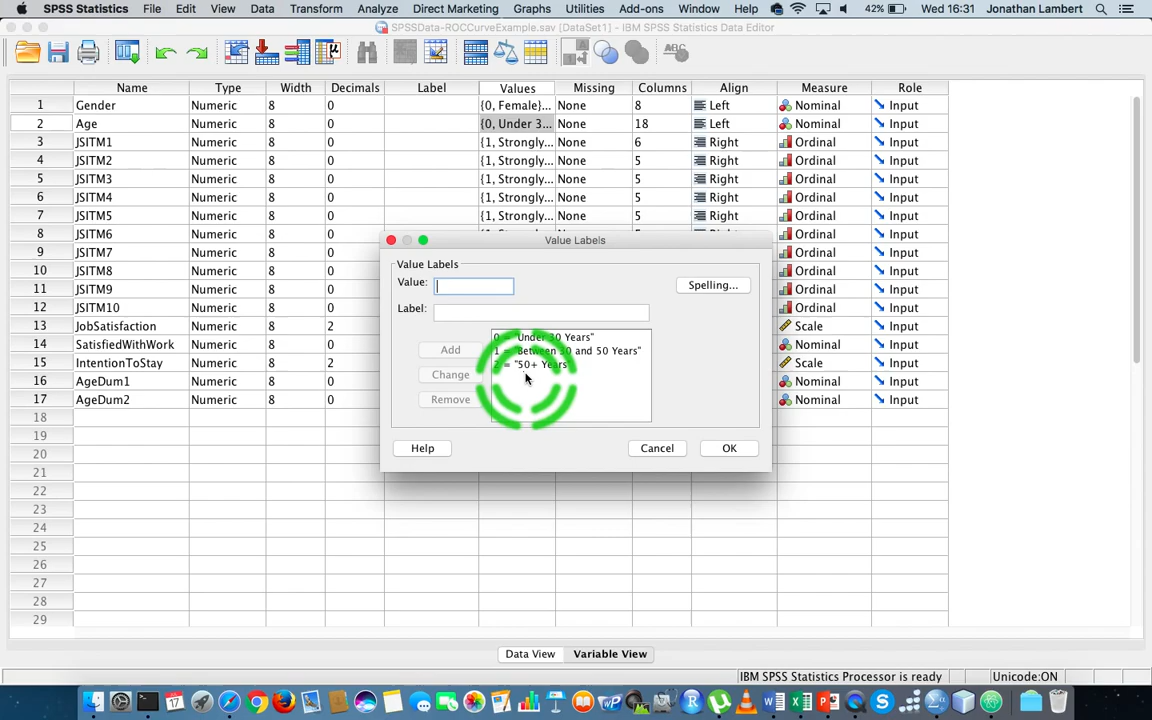 SPSS Statistics File Edit View Data Transform Analyze Direct Marketing Graphs Utilities Add-ons Window Help 42% Wed 16:31 Jonathan Lambert
SPSSData-ROCCurveExample.sav [DataSet1] - IBM SPSS Statistics Data Editor
Name Type Width Decimals Label Values Missing Columns Align Measure Role
1 Gender Numeric 8 0 {0, Female}... None 8 Left Nominal Input
2 Age Numeric 8 0 {0, Under 3... None 18 Left Nominal Input
3 JSITM1 Numeric 8 0 {1, Strongly... None 6 Right Ordinal Input
4 JSITM2 Numeric 8 0 {1, Strongly... None 5 Right Ordinal Input
5 JSITM3 Numeric 8 0 {1, Strongly... None 5 Right Ordinal Input
6 JSITM4 Numeric 8 0 {1, Strongly... None 5 Right Ordinal Input
7 JSITM5 Numeric 8 0 {1, Strongly... None 5 Right Ordinal Input
8 JSITM6 Numeric 8 0 Ordinal Input
9 JSITM7 Numeric 8 0 Ordinal Input
10 JSITM8 Numeric 8 0 Ordinal Input
11 JSITM9 Numeric 8 0 Ordinal Input
12 JSITM10 Numeric 8 0 Ordinal Input
13 JobSatisfaction Numeric 8 2 Scale Input
14 SatisfiedWithWork Numeric 8 0 Nominal Input
15 IntentionToStay Numeric 8 2 Scale Input
16 AgeDum1 Numeric 8 0 Nominal Input
17 AgeDum2 Numeric 8 0 Nominal Input
18
19
20
21
22
23
24
25
26
27
28
29
Value Labels
Value Labels
Value: Spelling...
Label:
0 = "Under 30 Years"
1 = "Between 30 and 50 Years"
2 = "50+ Years"
Add
Change
Remove
Help Cancel OK
Data View Variable View
IBM SPSS Statistics Processor is ready Unicode:ON